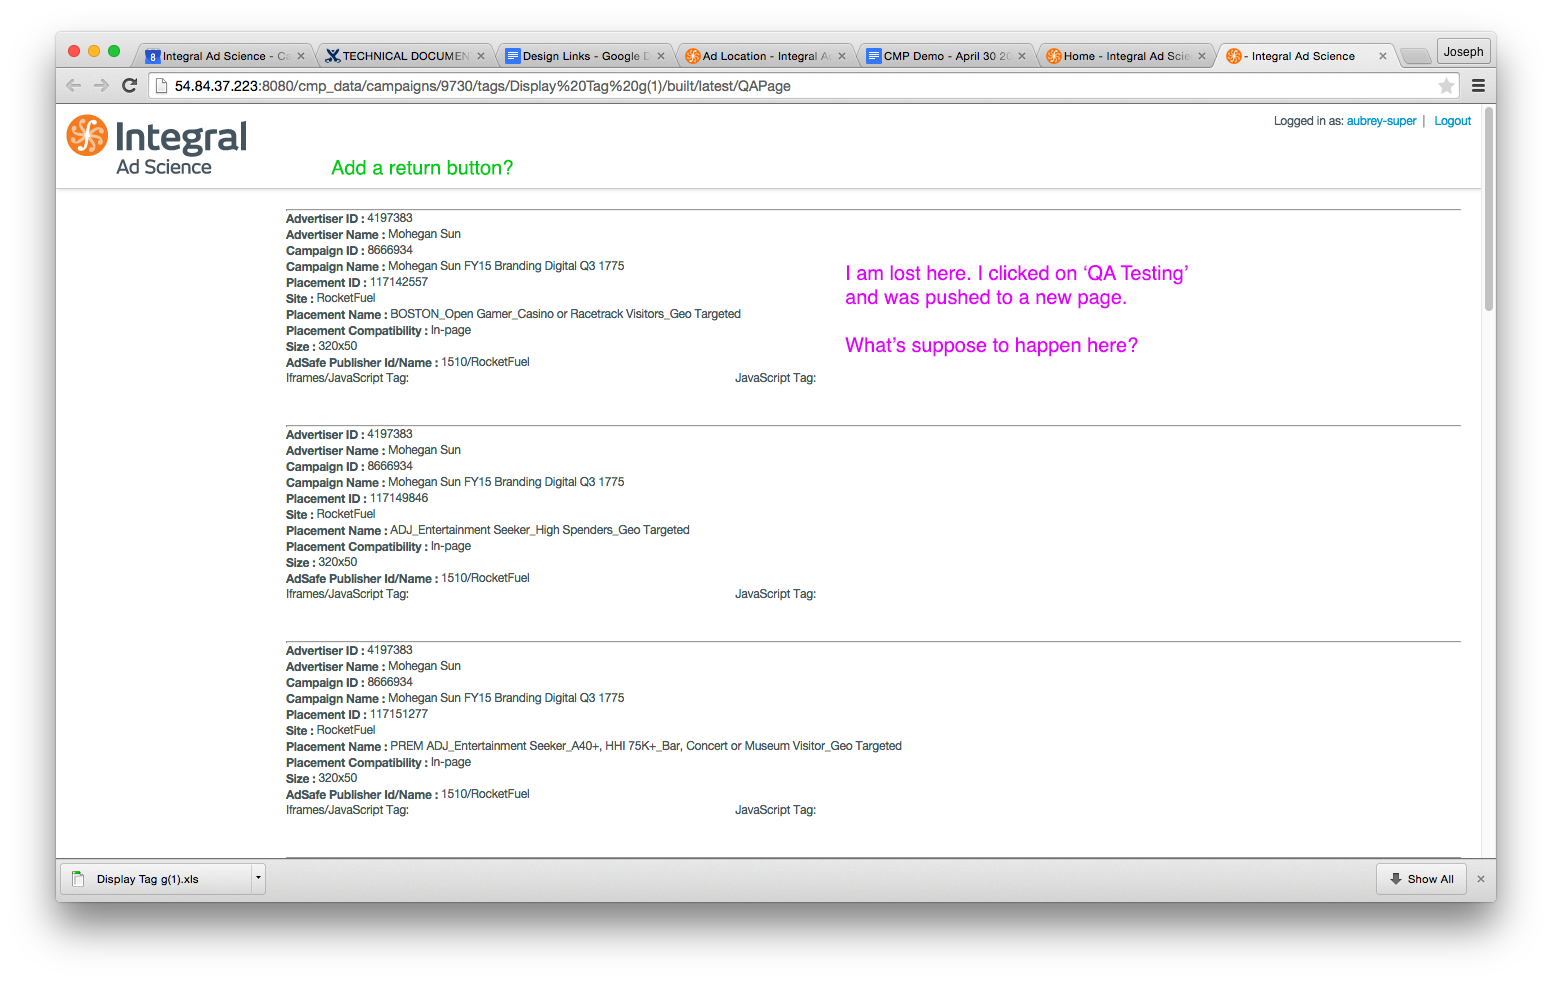 Integral Ad Science - Ca
TECHNICAL DOCUMEN
Design Links - Google D
Ad Location - Integral Ad
CMP Demo - April 30 20
Home - Integral Ad Scie
- Integral Ad Science
Joseph
54.84.37.223:8080/cmp_data/campaigns/9730/tags/Display%20Tag%20g(1)/built/latest/QAPage
Integral
Ad Science
Logged in as: aubrey-super | Logout
Add a return button?
Advertiser ID : 4197383
Advertiser Name : Mohegan Sun
Campaign ID : 8666934
Campaign Name : Mohegan Sun FY15 Branding Digital Q3 1775
Placement ID : 117142557
Site : RocketFuel
Placement Name : BOSTON_Open Gamer_Casino or Racetrack Visitors_Geo Targeted
Placement Compatibility : In-page
Size : 320x50
AdSafe Publisher Id/Name : 1510/RocketFuel
Iframes/JavaScript Tag: JavaScript Tag:
I am lost here. I clicked on ‘QA Testing’
and was pushed to a new page.
What’s suppose to happen here?
Advertiser ID : 4197383
Advertiser Name : Mohegan Sun
Campaign ID : 8666934
Campaign Name : Mohegan Sun FY15 Branding Digital Q3 1775
Placement ID : 117149846
Site : RocketFuel
Placement Name : ADJ_Entertainment Seeker_High Spenders_Geo Targeted
Placement Compatibility : In-page
Size : 320x50
AdSafe Publisher Id/Name : 1510/RocketFuel
Iframes/JavaScript Tag: JavaScript Tag:
Advertiser ID : 4197383
Advertiser Name : Mohegan Sun
Campaign ID : 8666934
Campaign Name : Mohegan Sun FY15 Branding Digital Q3 1775
Placement ID : 117151277
Site : RocketFuel
Placement Name : PREM ADJ_Entertainment Seeker_A40+, HHI 75K+_Bar, Concert or Museum Visitor_Geo Targeted
Placement Compatibility : In-page
Size : 320x50
AdSafe Publisher Id/Name : 1510/RocketFuel
Iframes/JavaScript Tag: JavaScript Tag:
Display Tag g(1).xls
Show All